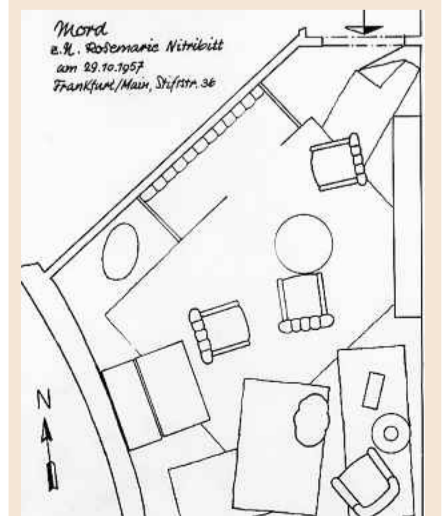 Mord
z.N. Rosemarie Nitribitt
am 29.10.1957
Frankfurt/Main, Stiftstr. 36
N